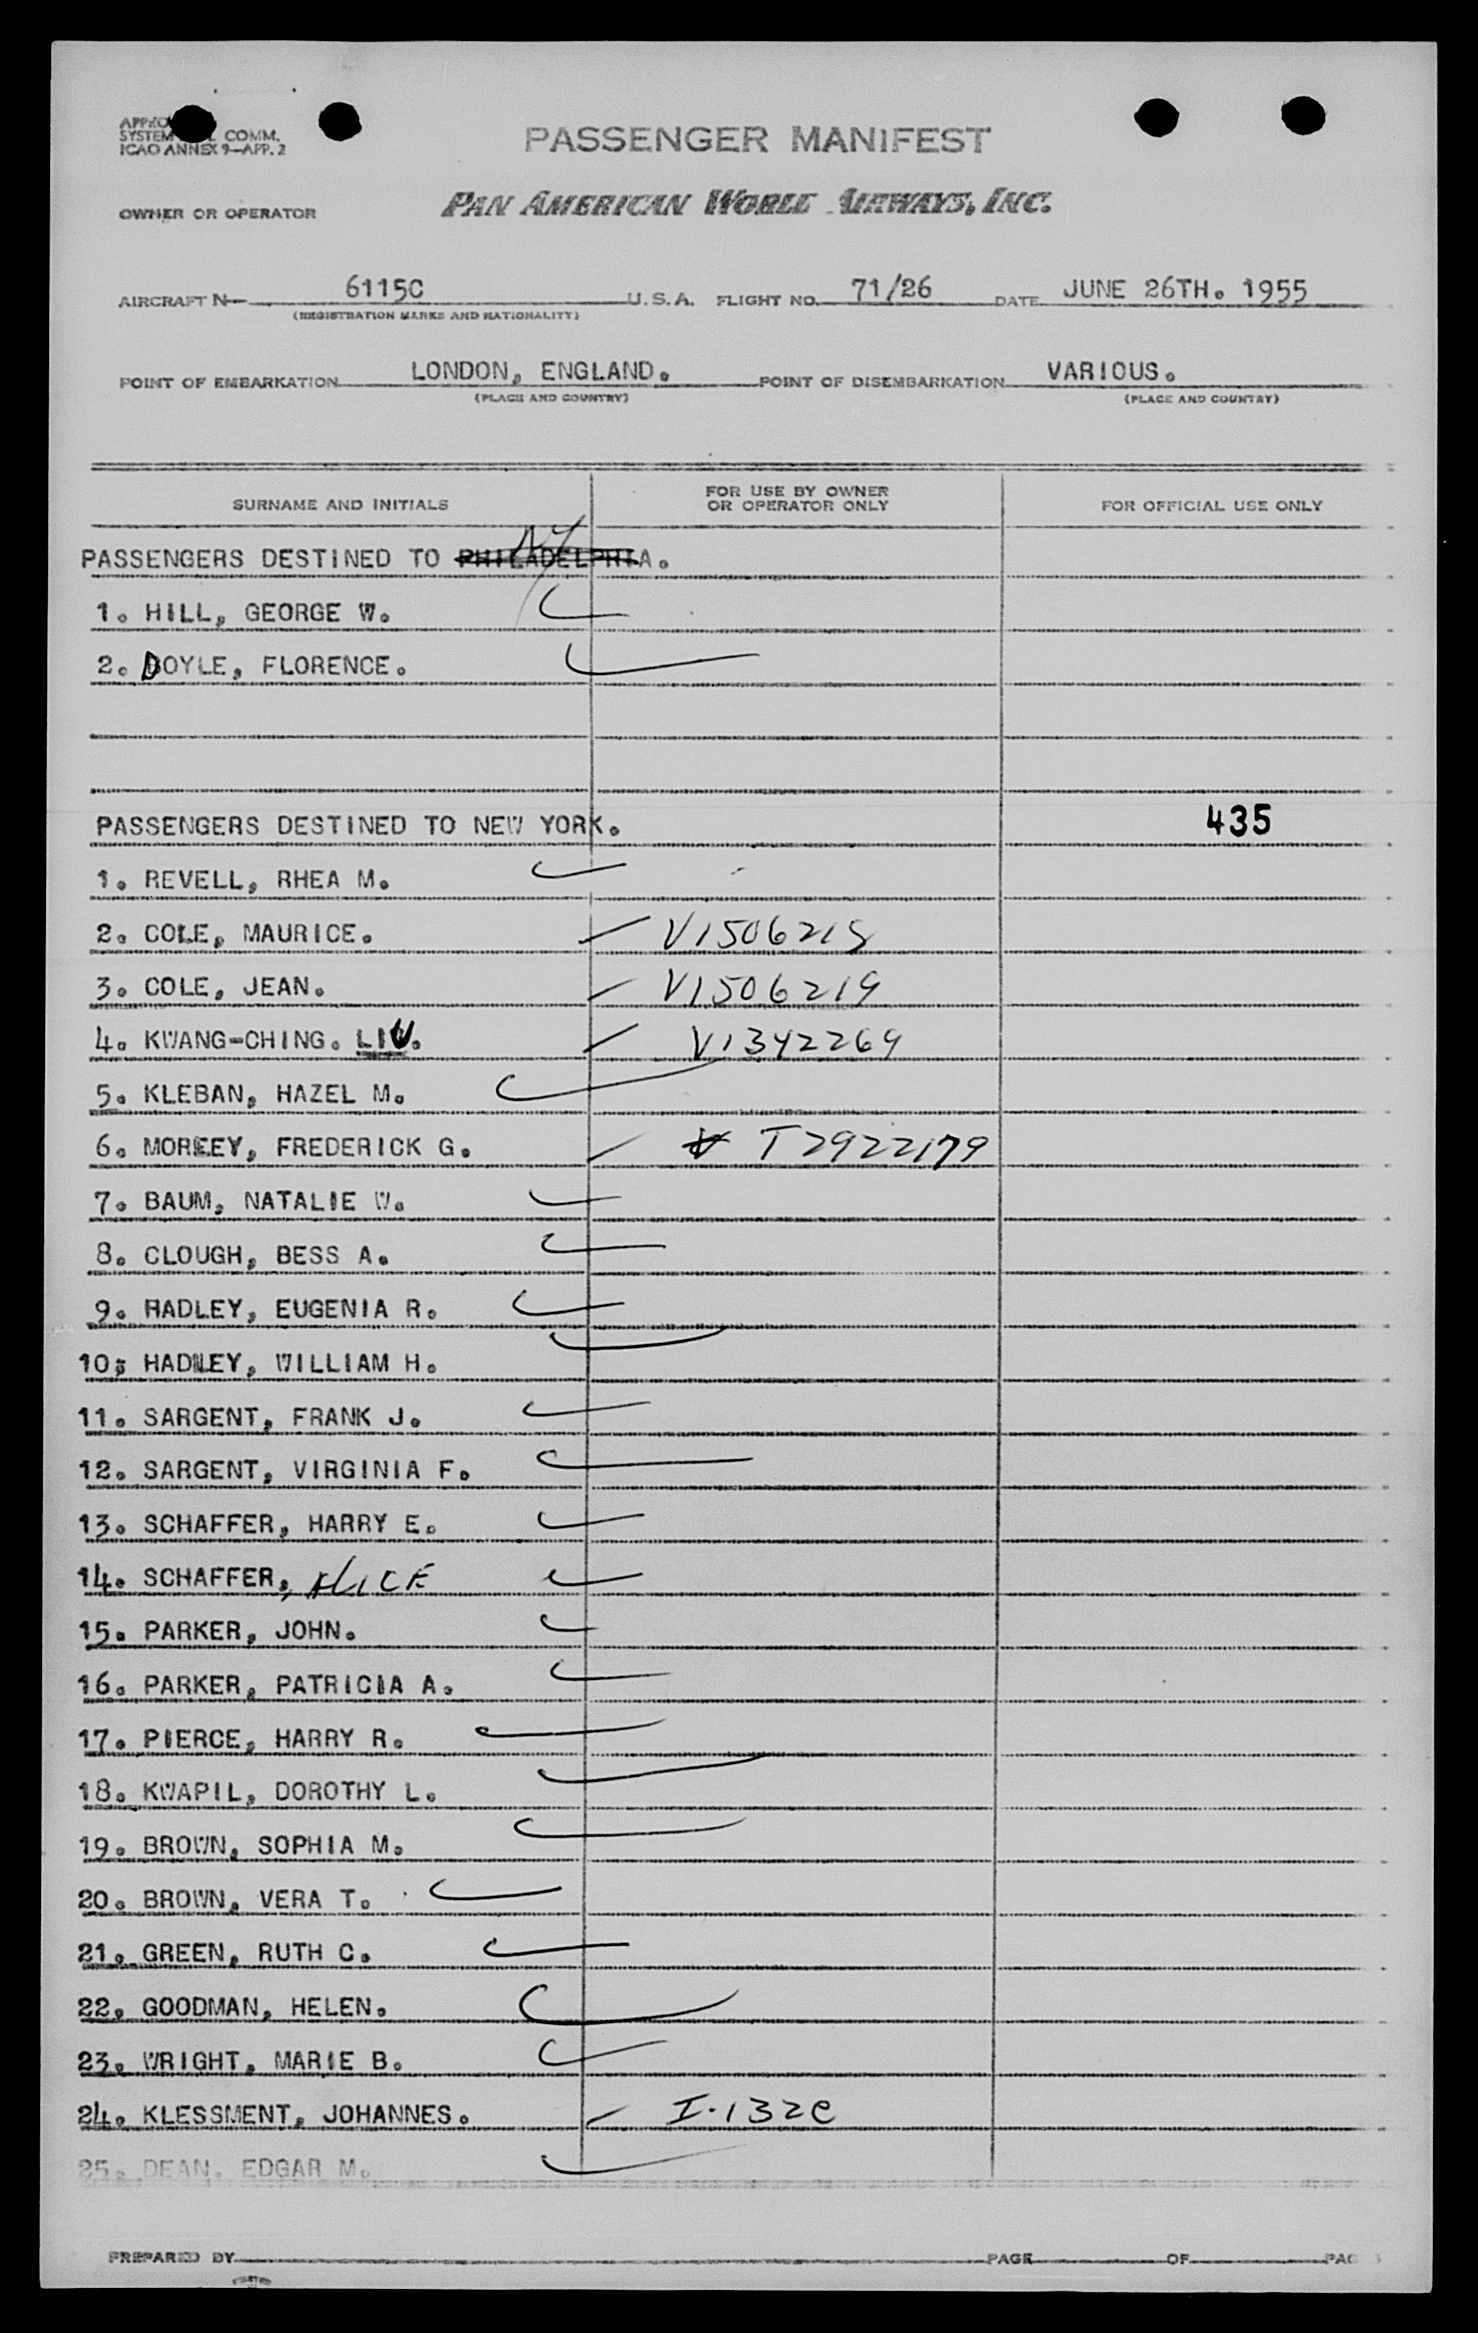 APPRO
SYSTEM COMM.
ICAO ANNEX 9—APP. 2
PASSENGER MANIFEST
OWNER OR OPERATOR PAN AMERICAN WORLD AIRWAYS, INC.
AIRCRAFT N— 6115C U.S.A. FLIGHT NO. 71/26 DATE JUNE 26TH. 1955
(REGISTRATION MARKS AND NATIONALITY)
POINT OF EMBARKATION LONDON, ENGLAND. POINT OF DISEMBARKATION VARIOUS.
(PLACE AND COUNTRY) (PLACE AND COUNTRY)
SURNAME AND INITIALS FOR USE BY OWNER OR OPERATOR ONLY FOR OFFICIAL USE ONLY
NY
PASSENGERS DESTINED TO PHILADELPHIA.
1. HILL, GEORGE W.
2. DOYLE, FLORENCE.
PASSENGERS DESTINED TO NEW YORK. 435
1. REVELL, RHEA M.
2. COLE, MAURICE. V1506218
3. COLE, JEAN. V1506219
4. KWANG-CHING. LIU. V1342269
5. KLEBAN, HAZEL M.
6. MORLEY, FREDERICK G. V T2922179
7. BAUM, NATALIE W.
8. CLOUGH, BESS A.
9. HADLEY, EUGENIA R.
10. HADLEY, WILLIAM H.
11. SARGENT, FRANK J.
12. SARGENT, VIRGINIA F.
13. SCHAFFER, HARRY E.
14. SCHAFFER, ALICE
15. PARKER, JOHN.
16. PARKER, PATRICIA A.
17. PIERCE, HARRY R.
18. KWAPIL, DOROTHY L.
19. BROWN, SOPHIA M.
20. BROWN, VERA T.
21. GREEN, RUTH C.
22. GOODMAN, HELEN.
23. WRIGHT, MARIE B.
24. KLESSMENT, JOHANNES. I-132C
25. DEAN, EDGAR M.
PREPARED BY PAGE OF PAG